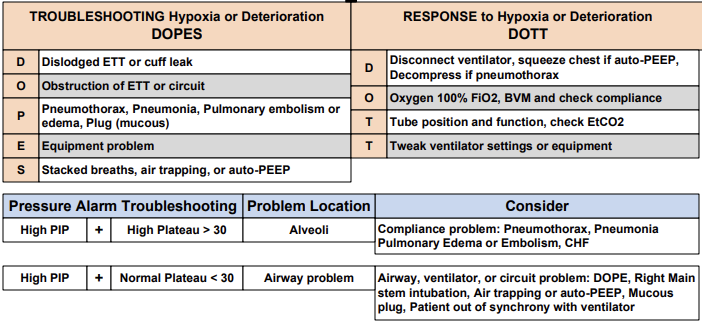 TROUBLESHOOTING Hypoxia or Deterioration
DOPES
D Dislodged ETT or cuff leak
O Obstruction of ETT or circuit
P Pneumothorax, Pneumonia, Pulmonary embolism or
edema, Plug (mucous)
E Equipment problem
S Stacked breaths, air trapping, or auto-PEEP
RESPONSE to Hypoxia or Deterioration
DOTT
D Disconnect ventilator, squeeze chest if auto-PEEP,
Decompress if pneumothorax
O Oxygen 100% FiO2, BVM and check compliance
T Tube position and function, check EtCO2
T Tweak ventilator settings or equipment
Pressure Alarm Troubleshooting Problem Location Consider
High PIP + High Plateau > 30 Alveoli Compliance problem: Pneumothorax, Pneumonia
Pulmonary Edema or Embolism, CHF
High PIP + Normal Plateau < 30 Airway problem Airway, ventilator, or circuit problem: DOPE, Right Main
stem intubation, Air trapping or auto-PEEP, Mucous
plug, Patient out of synchrony with ventilator